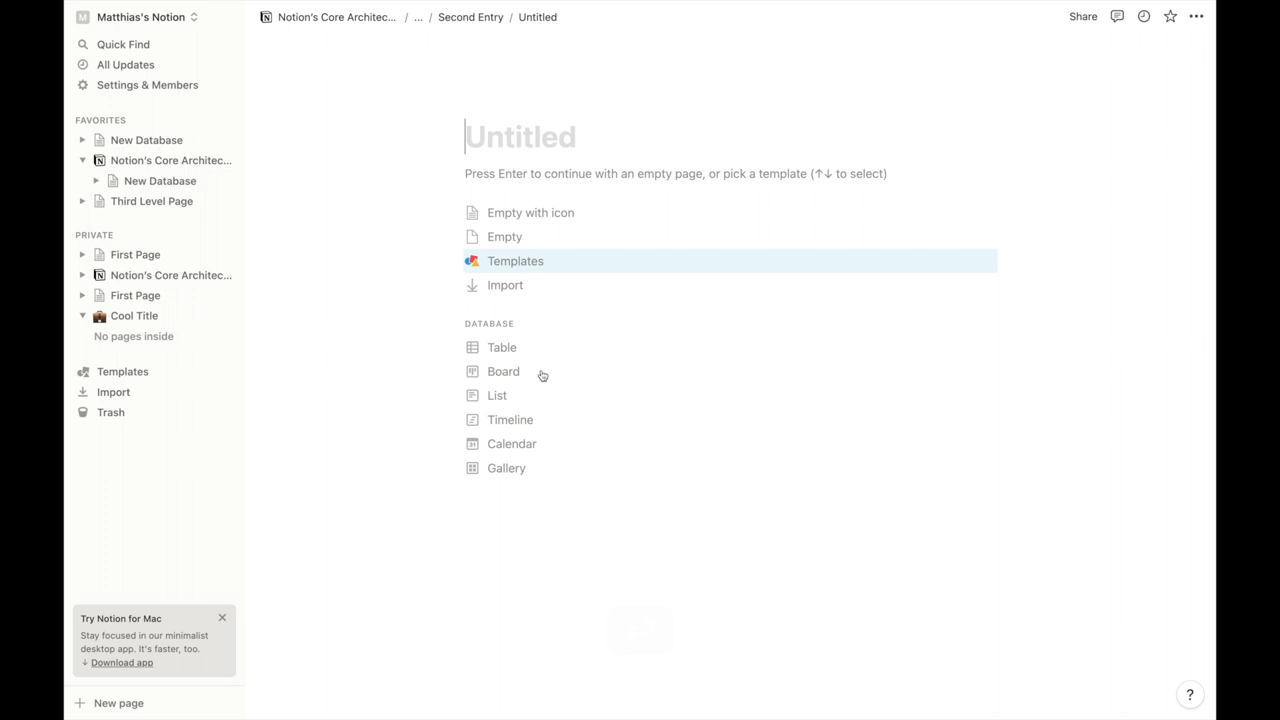 M Matthias's Notion
Quick Find
All Updates
Settings & Members
FAVORITES
New Database
Notion's Core Architec...
New Database
Third Level Page
PRIVATE
First Page
Notion's Core Architec...
First Page
Cool Title
No pages inside
Templates
Import
Trash
Try Notion for Mac
Stay focused in our minimalist
desktop app. It's faster, too.
↓ Download app
+ New page
Notion's Core Architec... / ... / Second Entry / Untitled
Share
Untitled
Press Enter to continue with an empty page, or pick a template (↑↓ to select)
Empty with icon
Empty
Templates
Import
DATABASE
Table
Board
List
Timeline
Calendar
Gallery
?